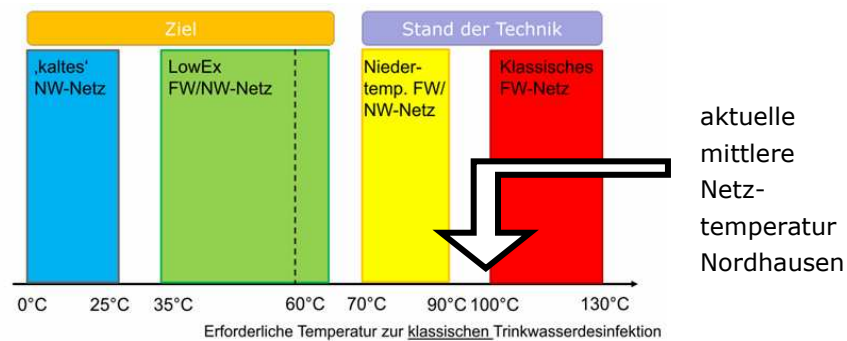 Ziel
Stand der Technik
‚kaltes'
NW-Netz
LowEx
FW/NW-Netz
Nieder-
temp. FW/
NW-Netz
Klassisches
FW-Netz
aktuelle
mittlere
Netz-
temperatur
Nordhausen
0°C 25°C 35°C 60°C 70°C 90°C 100°C 130°C
Erforderliche Temperatur zur klassischen Trinkwasserdesinfektion